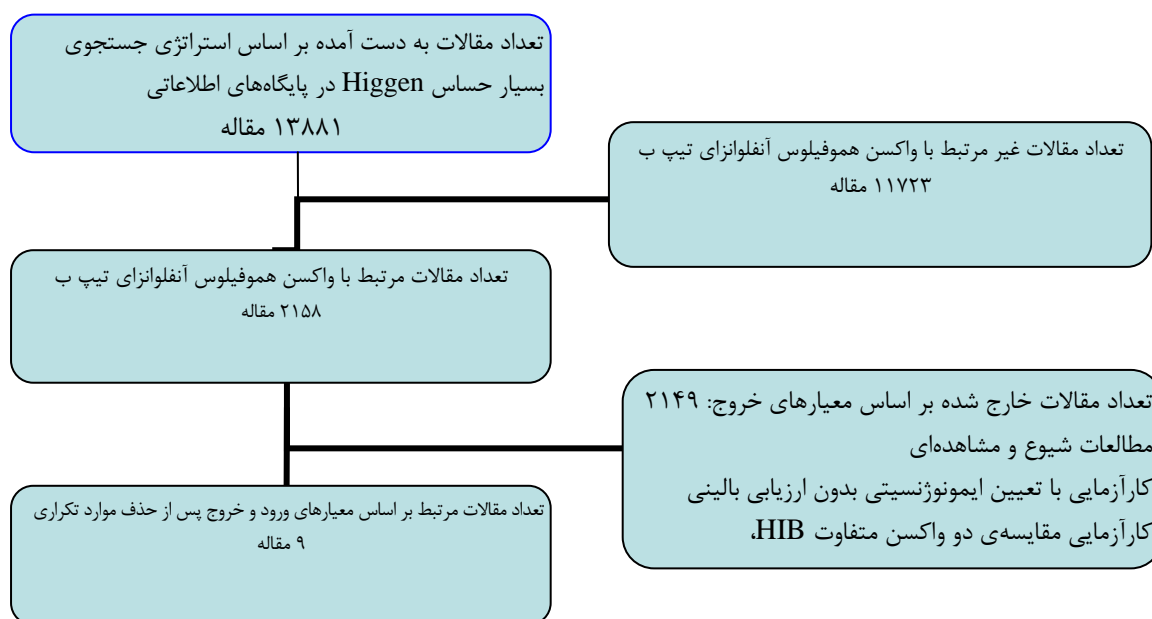 تعداد مقالات به دست آمده بر اساس استراتژی جستجوی
بسیار حساس Higgen در پایگاه‌های اطلاعاتی
۱۳۸۸۱ مقاله
تعداد مقالات غیر مرتبط با واکسن هموفیلوس آنفلوانزای تیپ ب
۱۱۷۲۳ مقاله
تعداد مقالات مرتبط با واکسن هموفیلوس آنفلوانزای تیپ ب
۲۱۵۸ مقاله
تعداد مقالات خارج شده بر اساس معیارهای خروج: ۲۱۴۹
مطالعات شیوع و مشاهده‌ای
کارآزمایی با تعیین ایمونوژنسیتی بدون ارزیابی بالینی
کارآزمایی مقایسه‌ی دو واکسن متفاوت HIB،
تعداد مقالات مرتبط بر اساس معیارهای ورود و خروج پس از حذف موارد تکراری
۹ مقاله